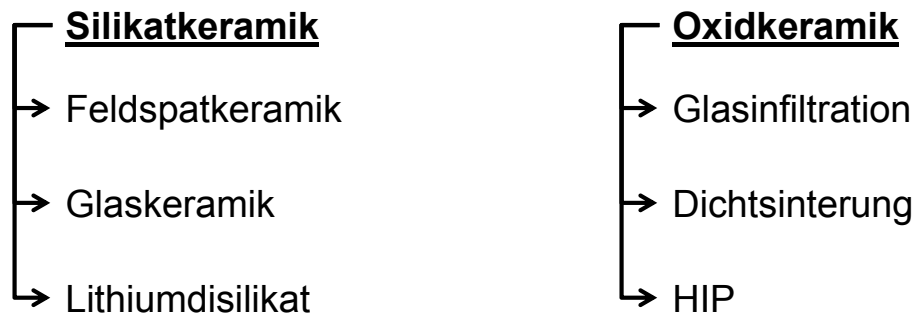 Silikatkeramik
Feldspatkeramik
Glaskeramik
Lithiumdisilikat
Oxidkeramik
Glasinfiltration
Dichtsinterung
HIP